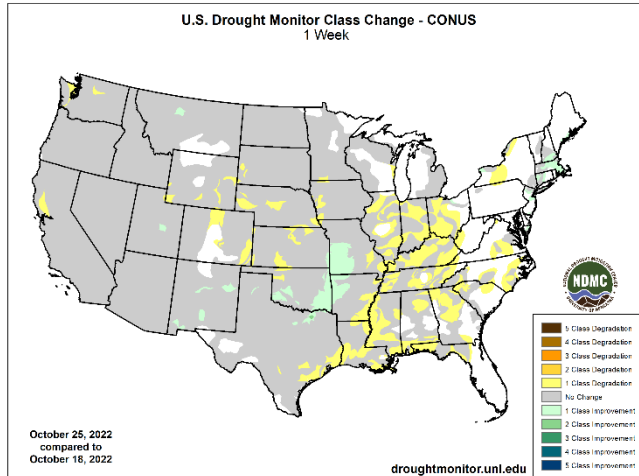 U.S. Drought Monitor Class Change - CONUS
1 Week
NDMC
5 Class Degradation
4 Class Degradation
3 Class Degradation
2 Class Degradation
1 Class Degradation
No Change
1 Class Improvement
2 Class Improvement
3 Class Improvement
4 Class Improvement
5 Class Improvement
October 25, 2022
compared to
October 18, 2022
droughtmonitor.unl.edu